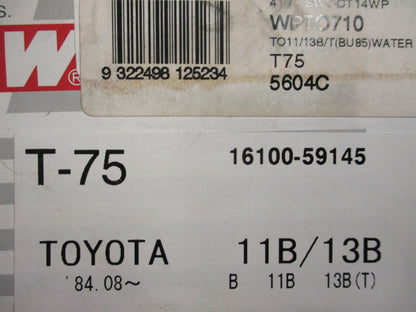 S.
W®
WPTO710
TO11/13B/T(BU85)WATER
T75
5604C
9 322498 125234
T-75
16100-59145
TOYOTA 11B/13B
'84.08~ B 11B 13B(T)